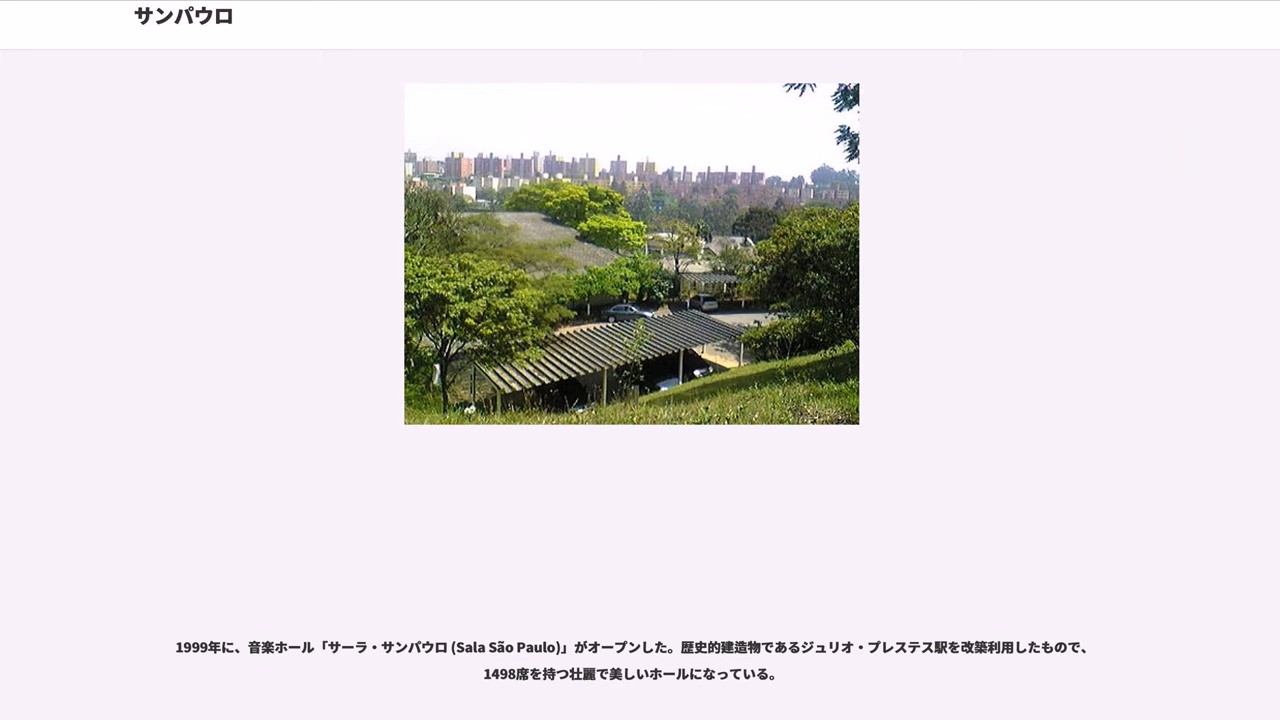 サンパウロ
1999年に、音楽ホール「サーラ・サンパウロ (Sala São Paulo)」がオープンした。歴史的建造物であるジュリオ・プレステス駅を改築利用したもので、
1498席を持つ壮麗で美しいホールになっている。